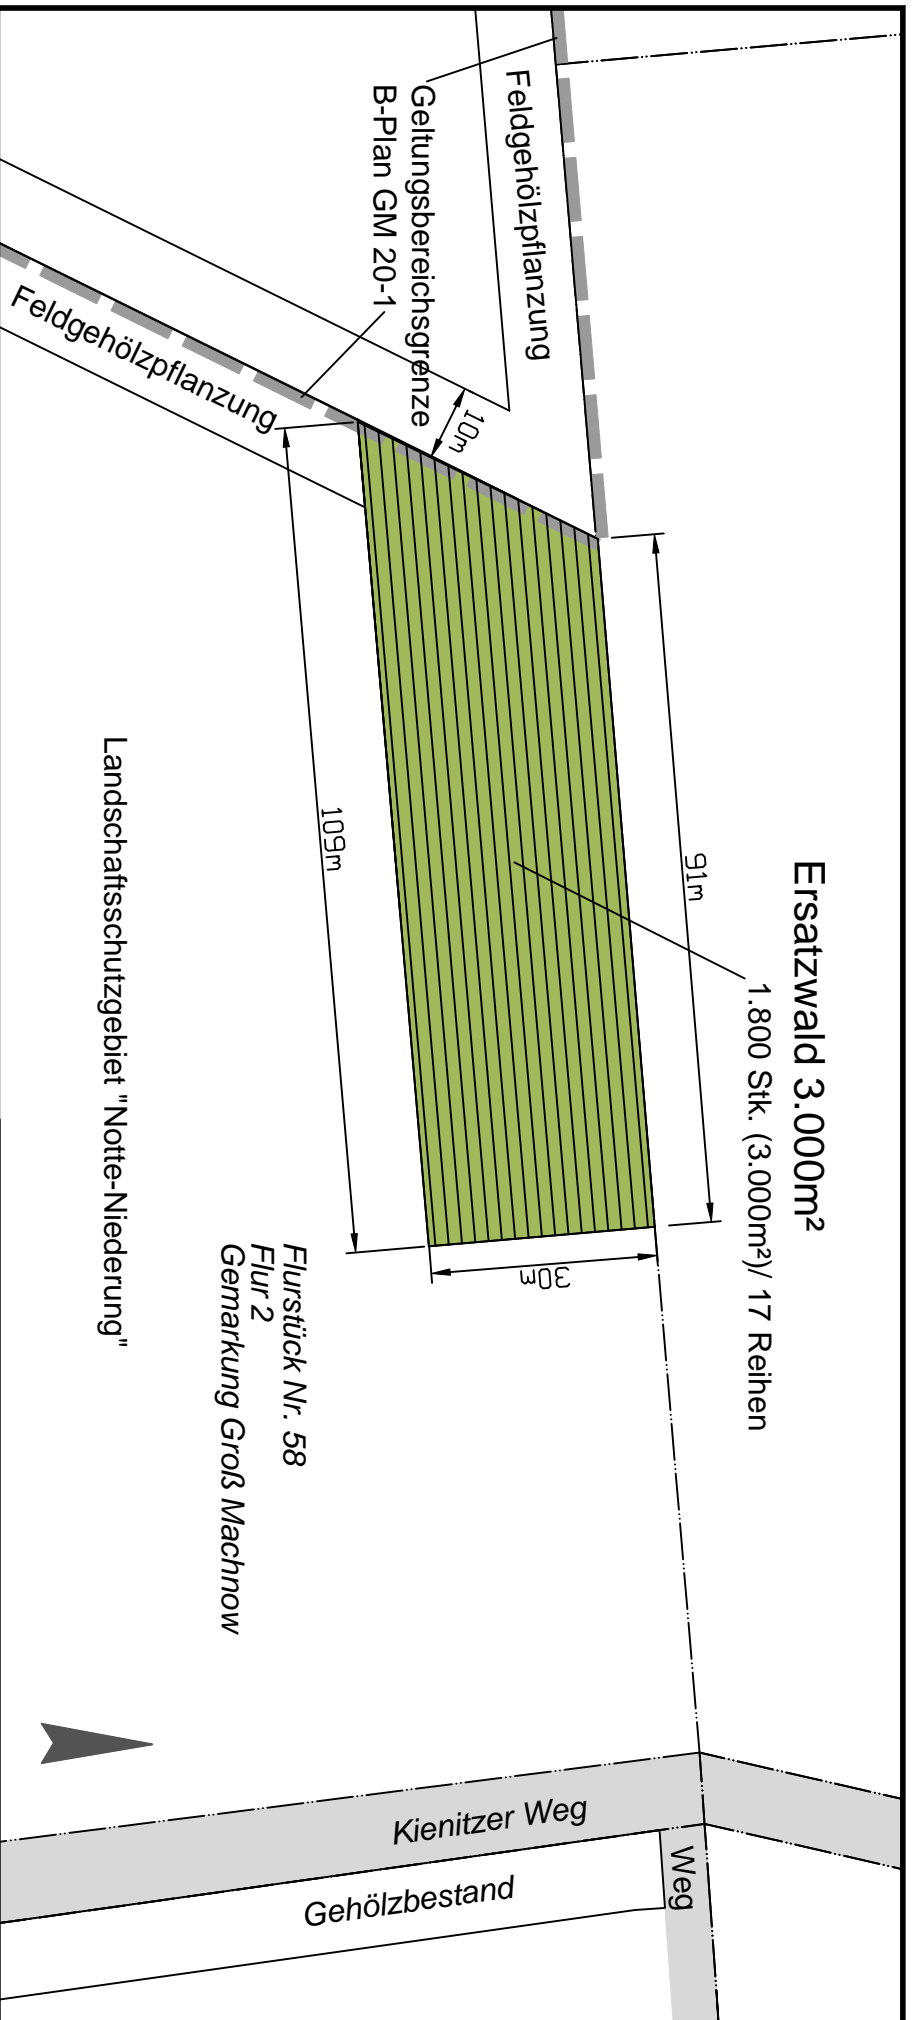 Ersatzwald 3.000m²
1.800 Stk. (3.000m²)/ 17 Reihen
91m
Feldgehölzpflanzung
Geltungsbereichsgrenze
B-Plan GM 20-1
10m
Feldgehölzpflanzung
109m
30m
Flurstück Nr. 58
Flur 2
Gemarkung Groß Machnow
Landschaftsschutzgebiet "Notte-Niederung"
Kienitzer Weg
Weg
Gehölzbestand